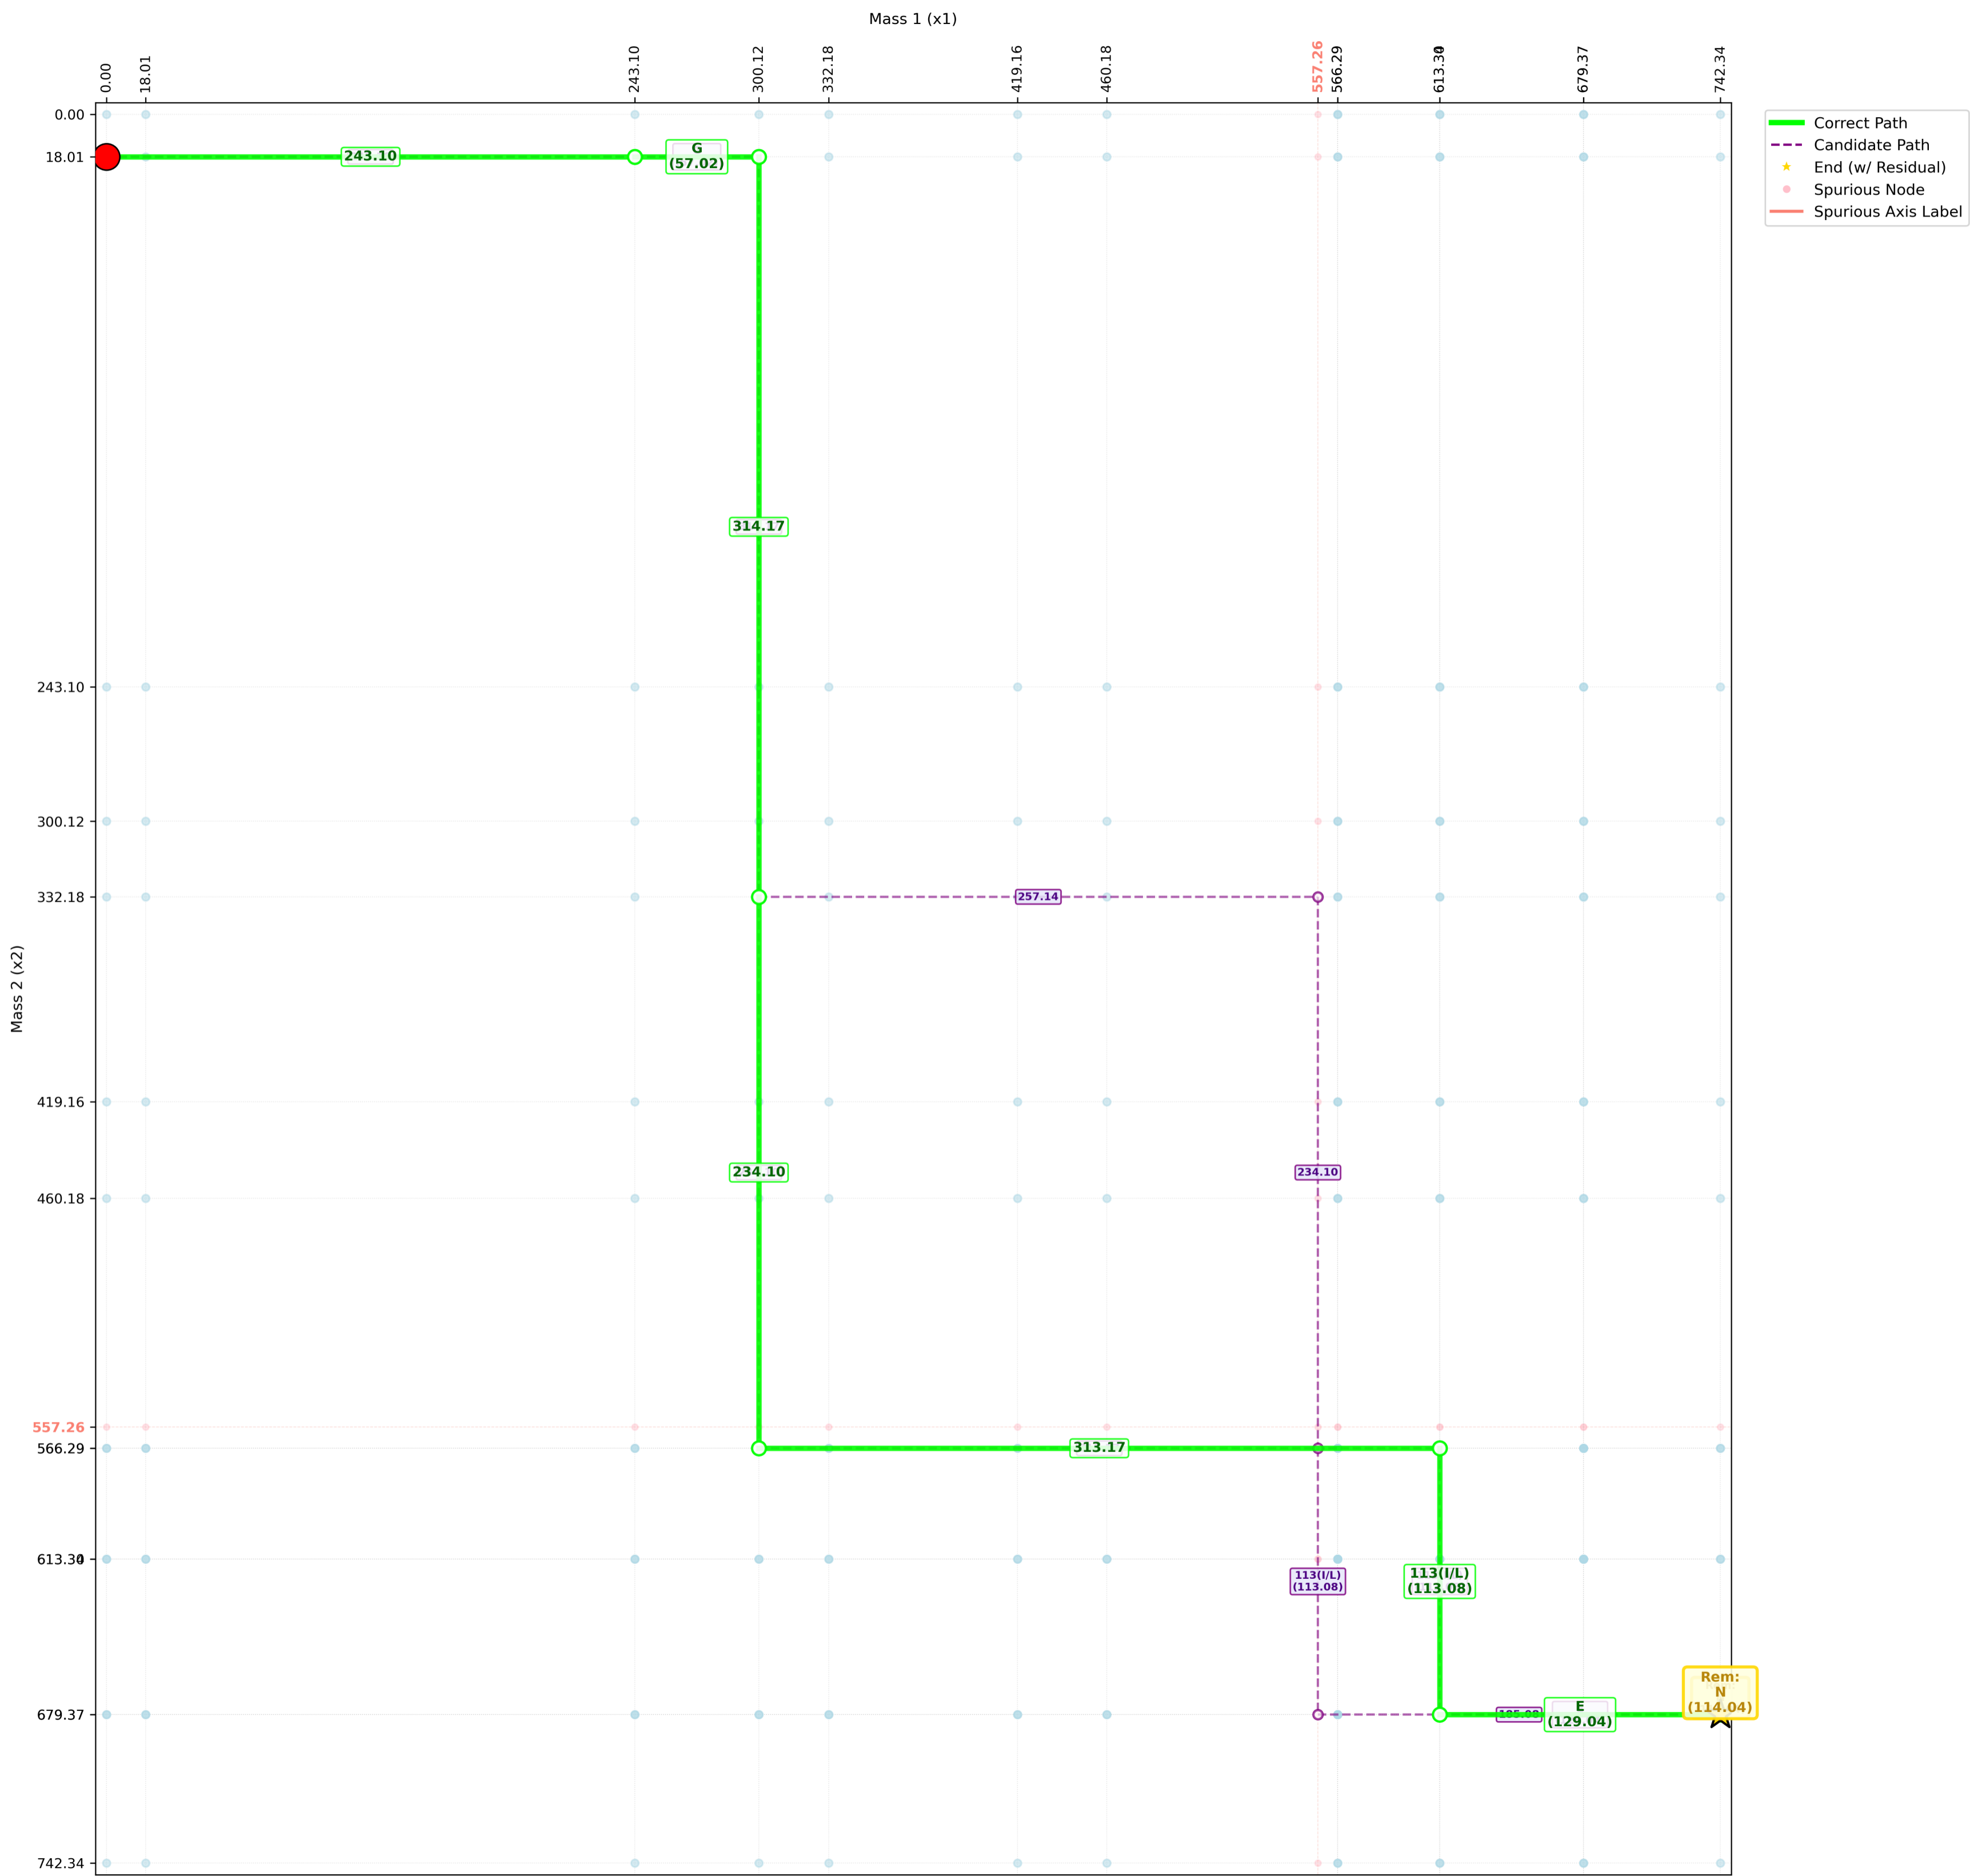 Mass 1 (x1)
0.00 18.01 243.10 300.12 332.18 419.16 460.18 557.26 566.29 679.37 742.34
Correct Path
Candidate Path
End (w/ Residual)
Spurious Node
Spurious Axis Label
0.00
18.01
243.10
G
(57.02)
314.17
243.10
300.12
332.18
257.14
Mass 2 (x2)
419.16
234.10
234.10
460.18
557.26
566.29
313.17
113(I/L)
(113.08)
113(I/L)
(113.08)
Rem:
N
(114.04)
679.37
E
(129.04)
742.34